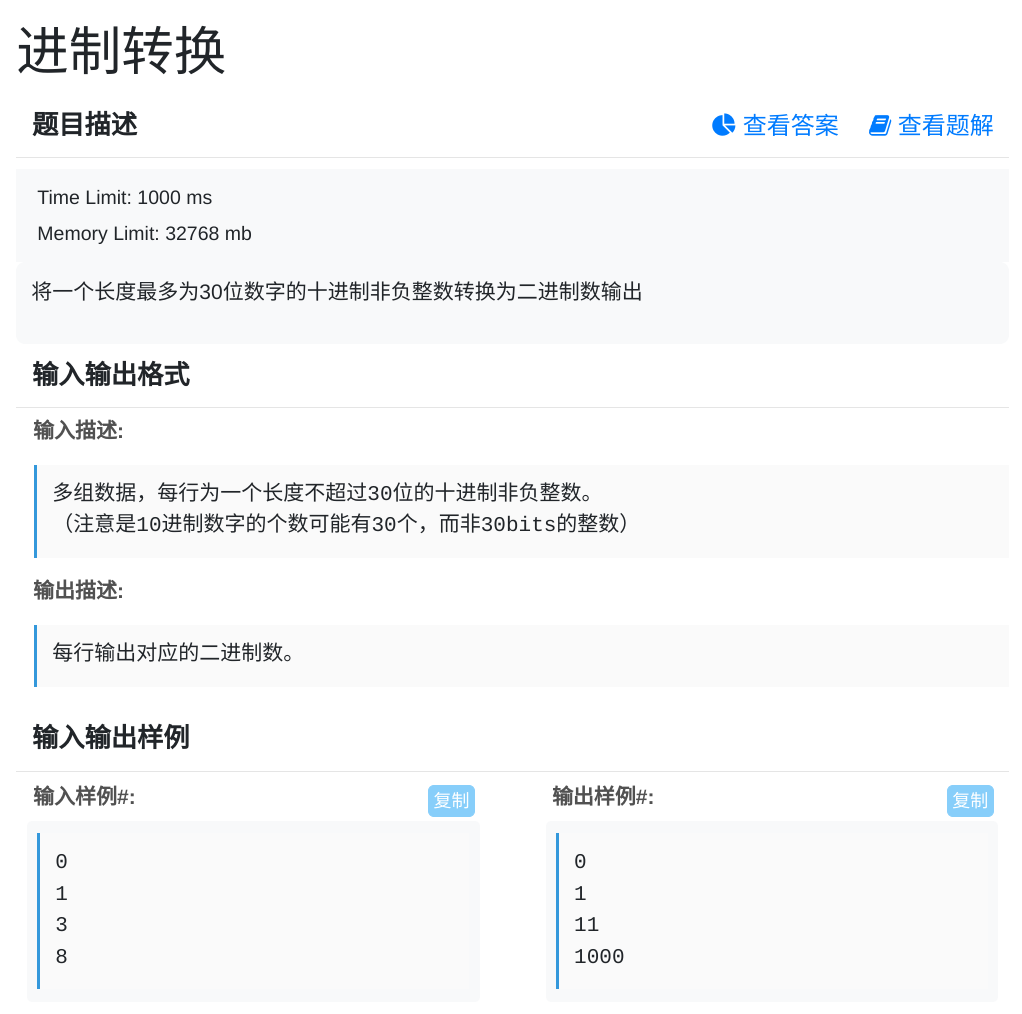 进制转换
题目描述
查看答案 查看题解
Time Limit: 1000 ms
Memory Limit: 32768 mb
将一个长度最多为30位数字的十进制非负整数转换为二进制数输出
输入输出格式
输入描述:
多组数据，每行为一个长度不超过30位的十进制非负整数。
（注意是10进制数字的个数可能有30个，而非30bits的整数）
输出描述:
每行输出对应的二进制数。
输入输出样例
输入样例#:
复制
0
1
3
8
输出样例#:
复制
0
1
11
1000